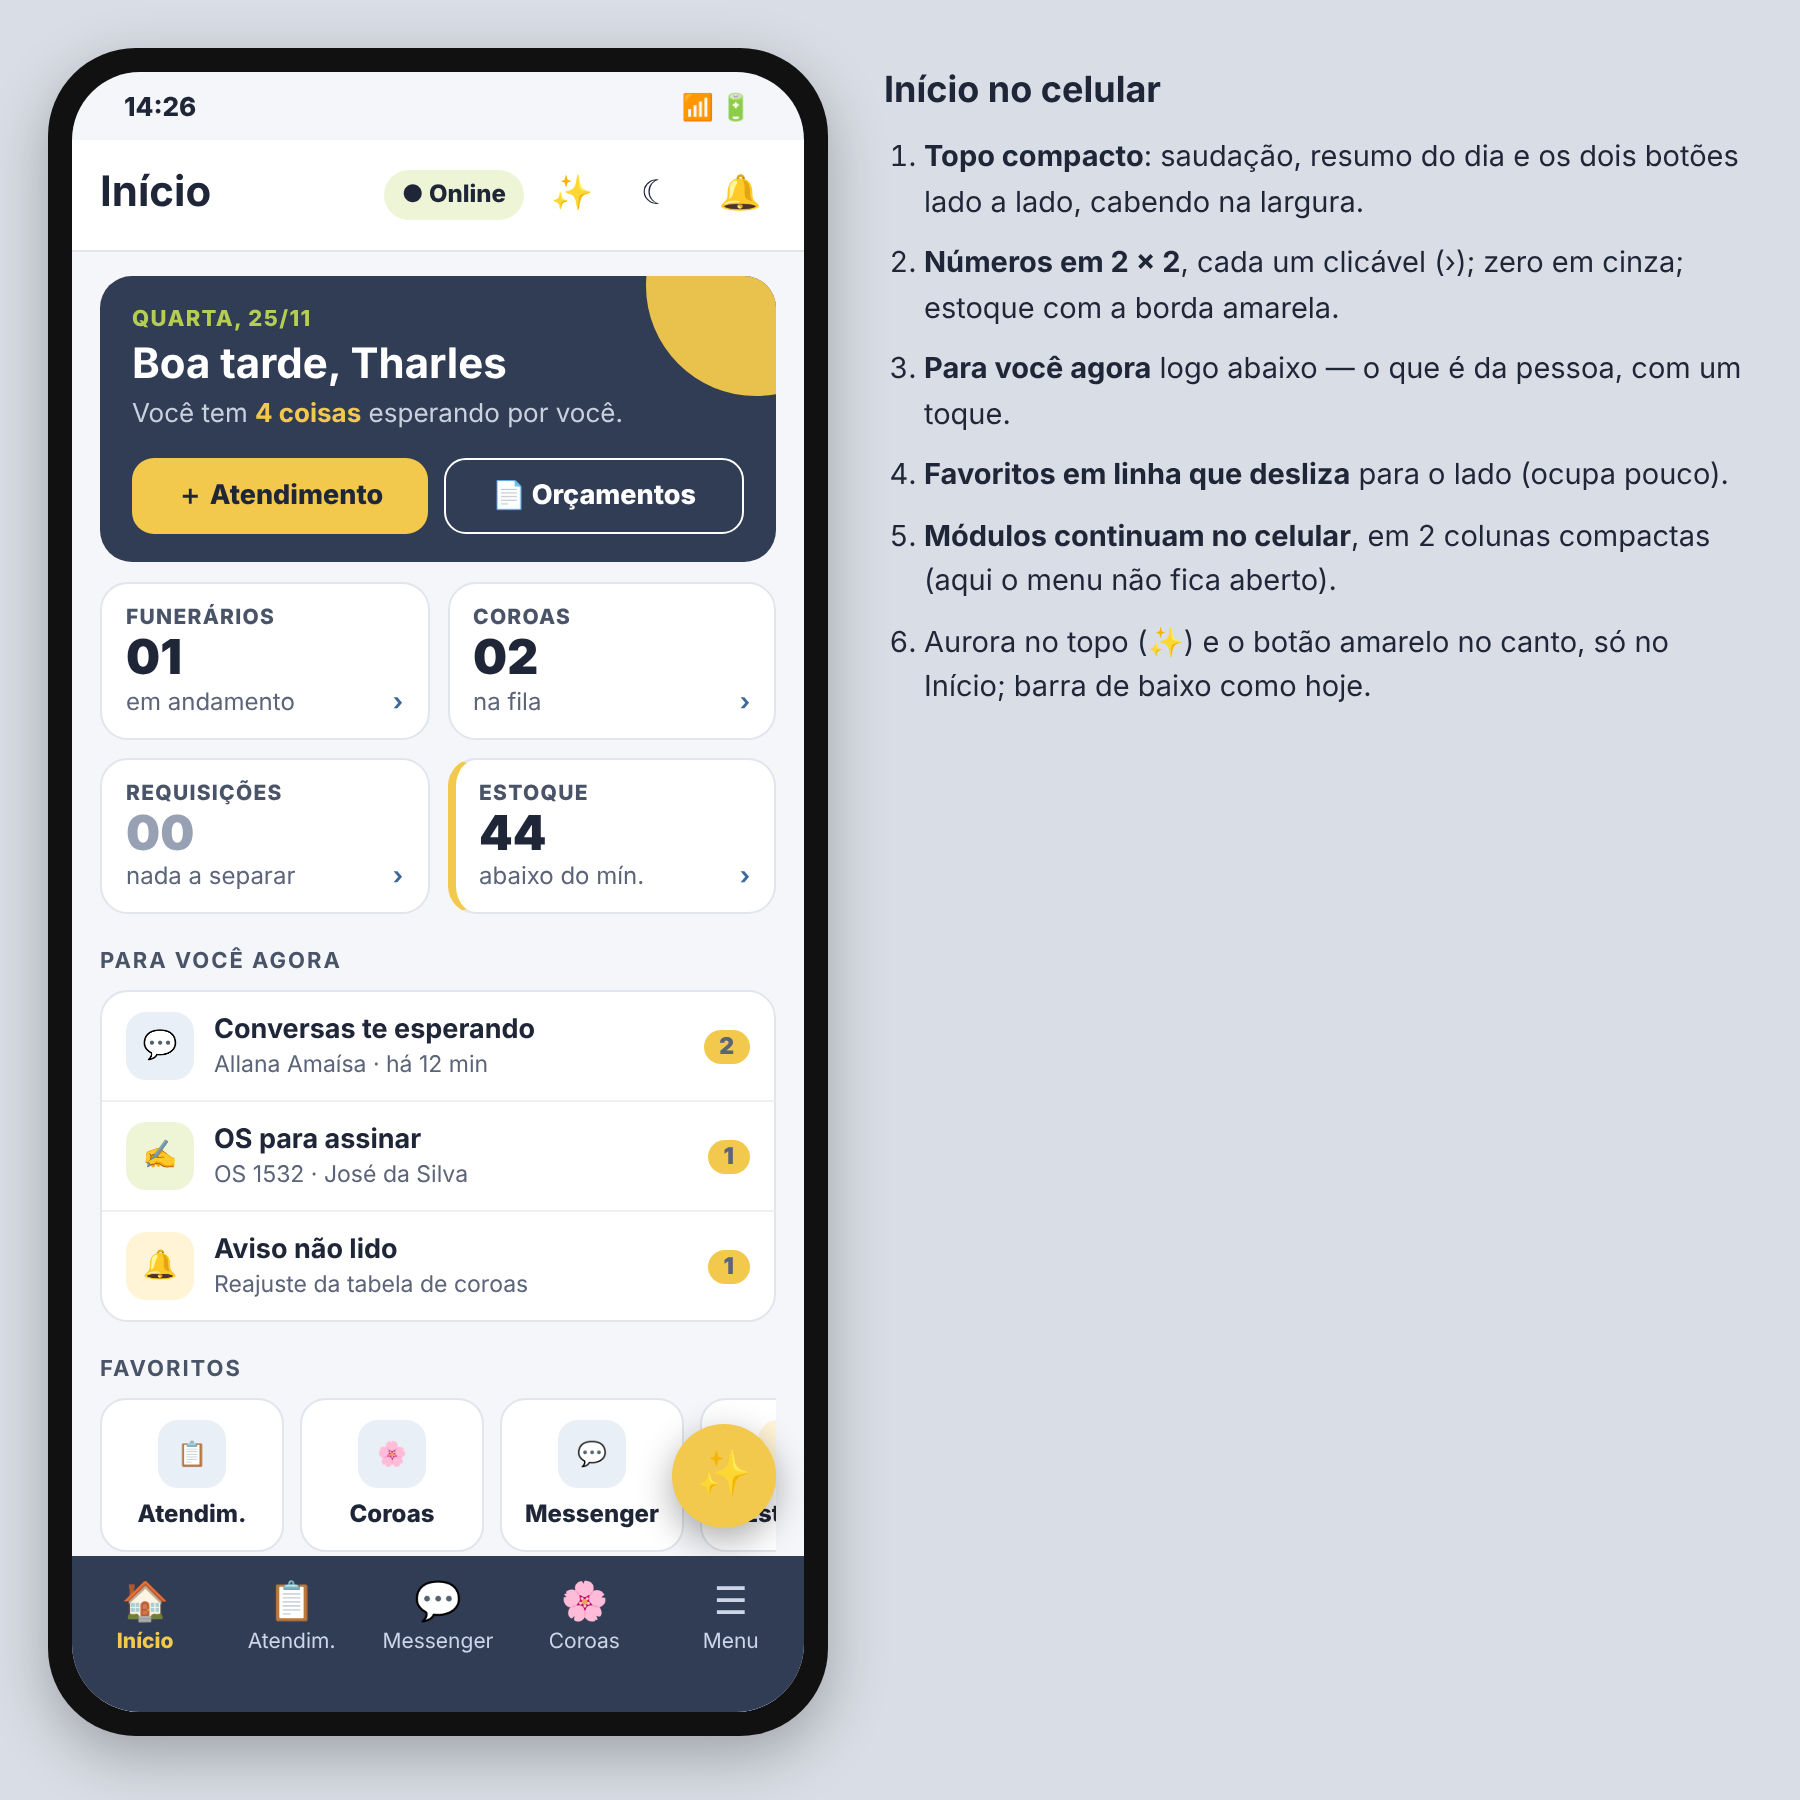 14:26
Início
● Online
QUARTA, 25/11
Boa tarde, Tharles
Você tem 4 coisas esperando por você.
+ Atendimento
Orçamentos
FUNERÁRIOS
01
em andamento ›
COROAS
02
na fila ›
REQUISIÇÕES
00
nada a separar ›
ESTOQUE
44
abaixo do mín. ›
PARA VOCÊ AGORA
Conversas te esperando
Allana Amaísa · há 12 min
2
OS para assinar
OS 1532 · José da Silva
1
Aviso não lido
Reajuste da tabela de coroas
1
FAVORITOS
Atendim.
Coroas
Messenger
Início
Atendim.
Messenger
Coroas
Menu
Início no celular
1. Topo compacto: saudação, resumo do dia e os dois botões
lado a lado, cabendo na largura.
2. Números em 2 × 2, cada um clicável (›); zero em cinza;
estoque com a borda amarela.
3. Para você agora logo abaixo — o que é da pessoa, com um
toque.
4. Favoritos em linha que desliza para o lado (ocupa pouco).
5. Módulos continuam no celular, em 2 colunas compactas
(aqui o menu não fica aberto).
6. Aurora no topo (✨) e o botão amarelo no canto, só no
Início; barra de baixo como hoje.